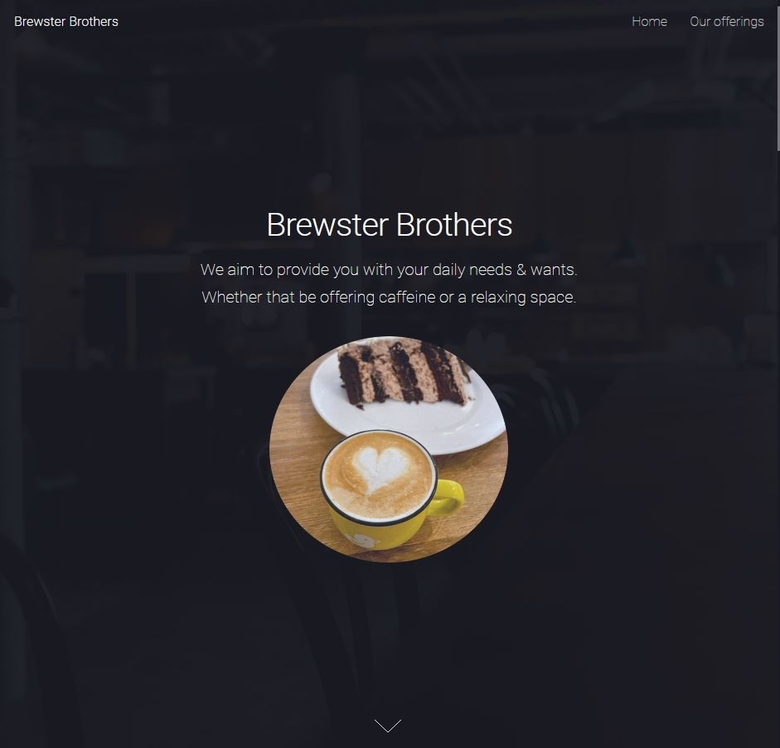 Brewster Brothers
Home
Our offerings
Brewster Brothers
We aim to provide you with your daily needs & wants.
Whether that be offering caffeine or a relaxing space.